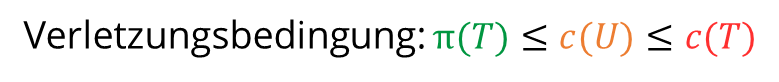 Verletzungsbedingung: π(T) ≤ c(U) ≤ c(T)